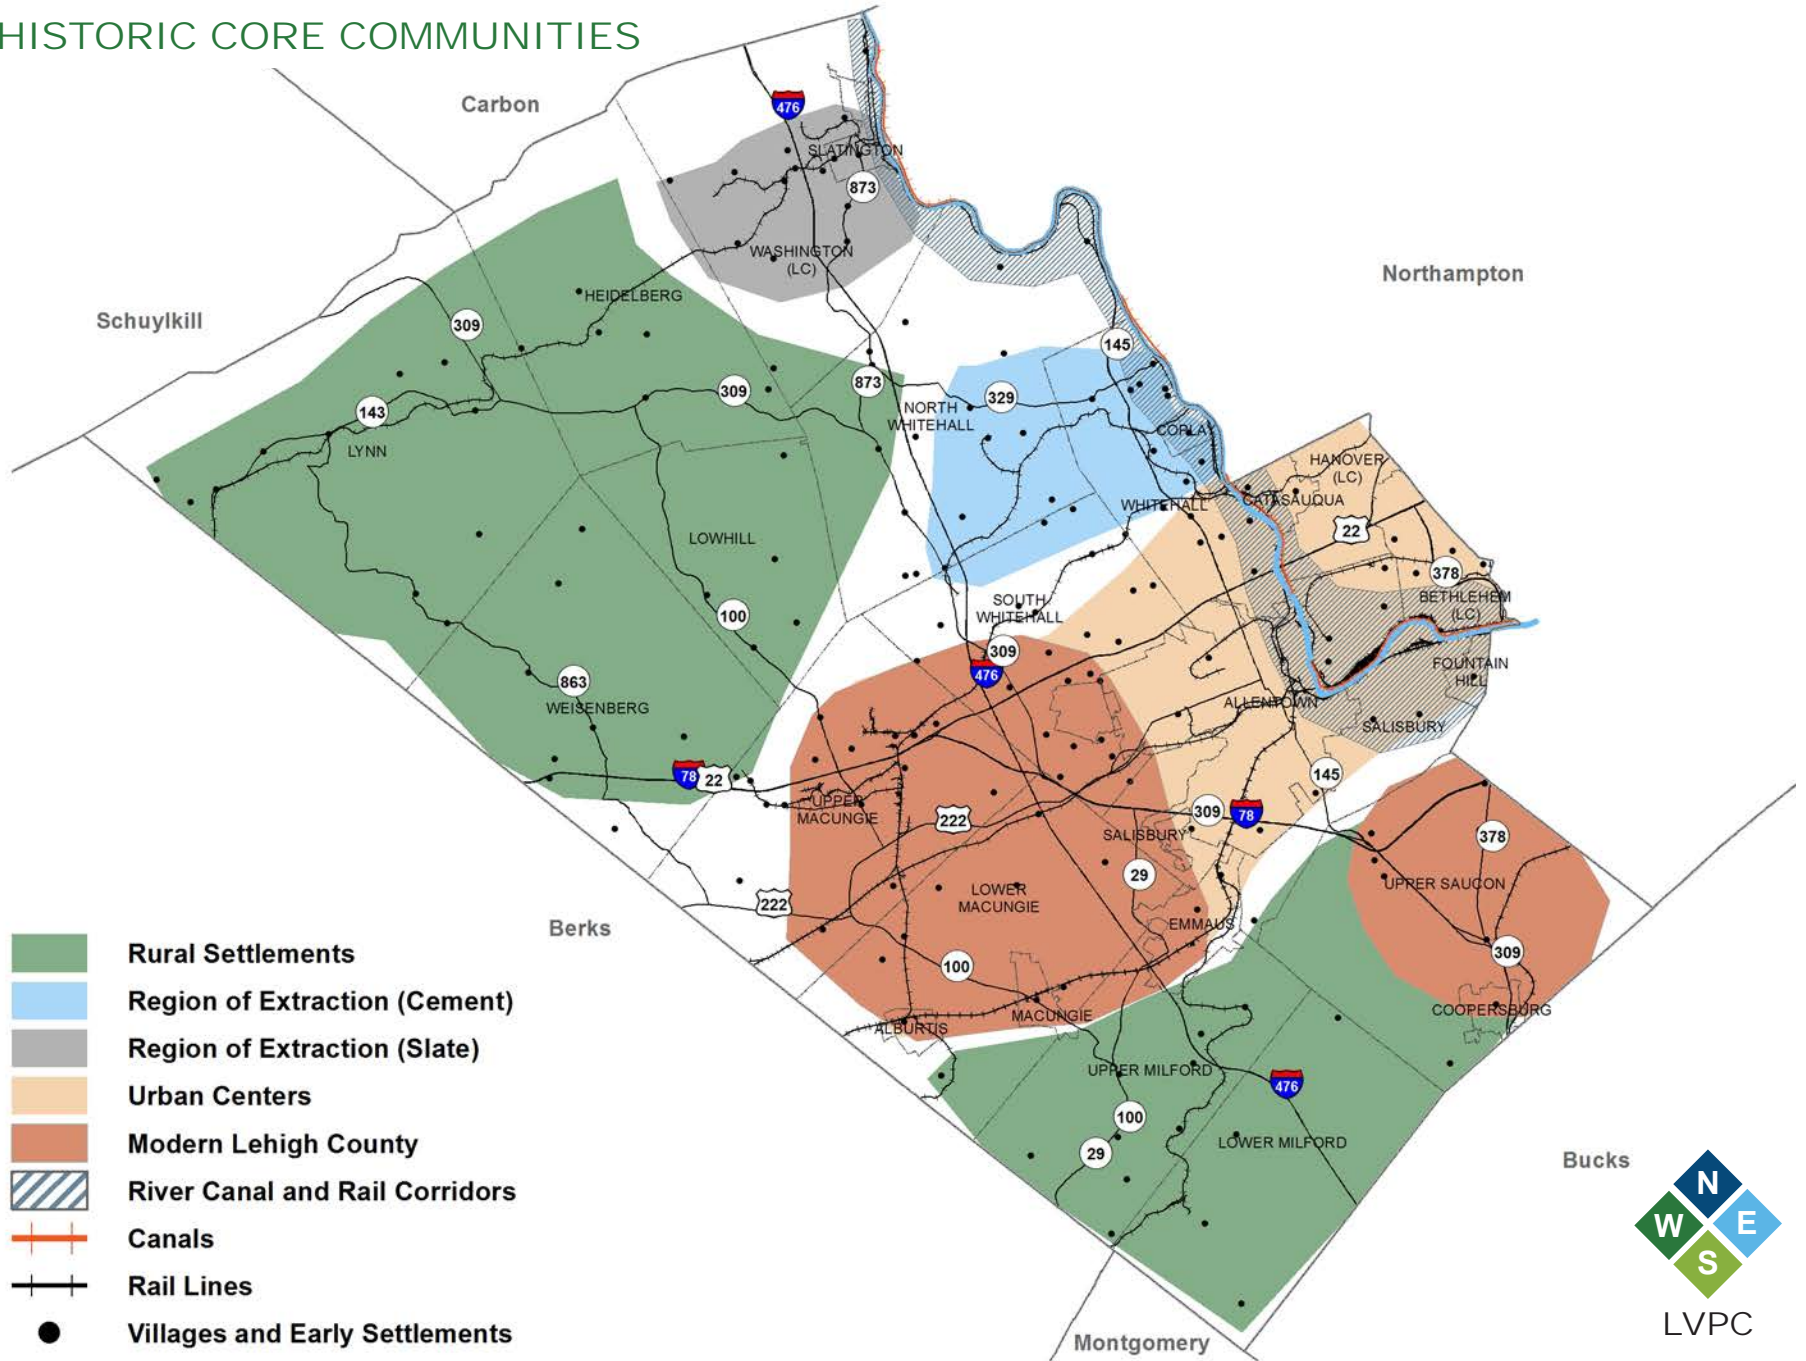 HISTORIC CORE COMMUNITIES
Carbon
476
SLATINGTON
873
WASHINGTON
(LC)
Northampton
HEIDELBERG
Schuylkill
309
145
873
309
329
143
NORTH
WHITEHALL
COPLAY
LYNN
HANOVER
(LC)
CATASAUQUA
WHITEHALL
22
LOWHILL
378
BETHLEHEM
(LC)
SOUTH
WHITEHALL
100
309
476
FOUNTAIN
HILL
863
WEISENBERG
ALLENTOWN
SALISBURY
78
22
145
UPPER
MACUNGIE
222
309
78
SALISBURY
378
29
UPPER SAUCON
222
LOWER
MACUNGIE
EMMAUS
Berks
309
100
COOPERSBURG
MACUNGIE
ALBURTIS
UPPER MILFORD
476
100
LOWER MILFORD
29
Bucks
Montgomery
Rural Settlements
Region of Extraction (Cement)
Region of Extraction (Slate)
Urban Centers
Modern Lehigh County
River Canal and Rail Corridors
Canals
Rail Lines
Villages and Early Settlements
N
W E
S
LVPC